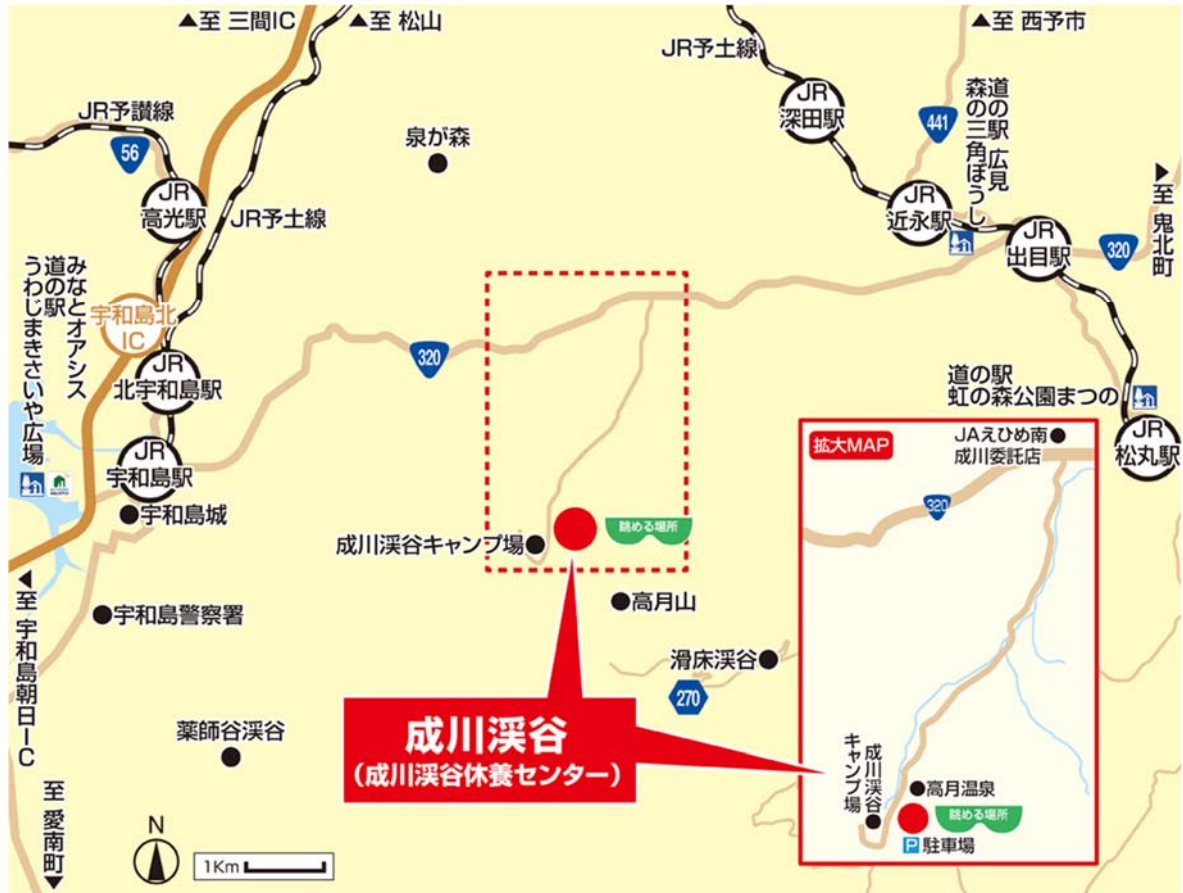 ▲至 三間IC
▲至 松山
▲至 西予市
JR予土線
JR予讃線
56
JR
高光駅
JR予土線
泉が森
JR
深田駅
441
道の駅 広見
森の三角ぼうし
JR
近永駅
JR
出目駅
320
▲至 鬼北町
みなとオアシス
道の駅
うわじまきさいや広場
宇和島北
IC
JR
北宇和島駅
320
JR
宇和島駅
宇和島城
道の駅
虹の森公園まつの
JR
松丸駅
成川渓谷キャンプ場
眺める場所
高月山
宇和島警察署
滑床渓谷
270
薬師谷渓谷
◀至 宇和島朝日IC
至 愛南町▼
成川渓谷
(成川渓谷休養センター)
拡大MAP
JAえひめ南
成川委託店
320
成川渓谷
キャンプ場
高月温泉
眺める場所
P 駐車場
N
1Km